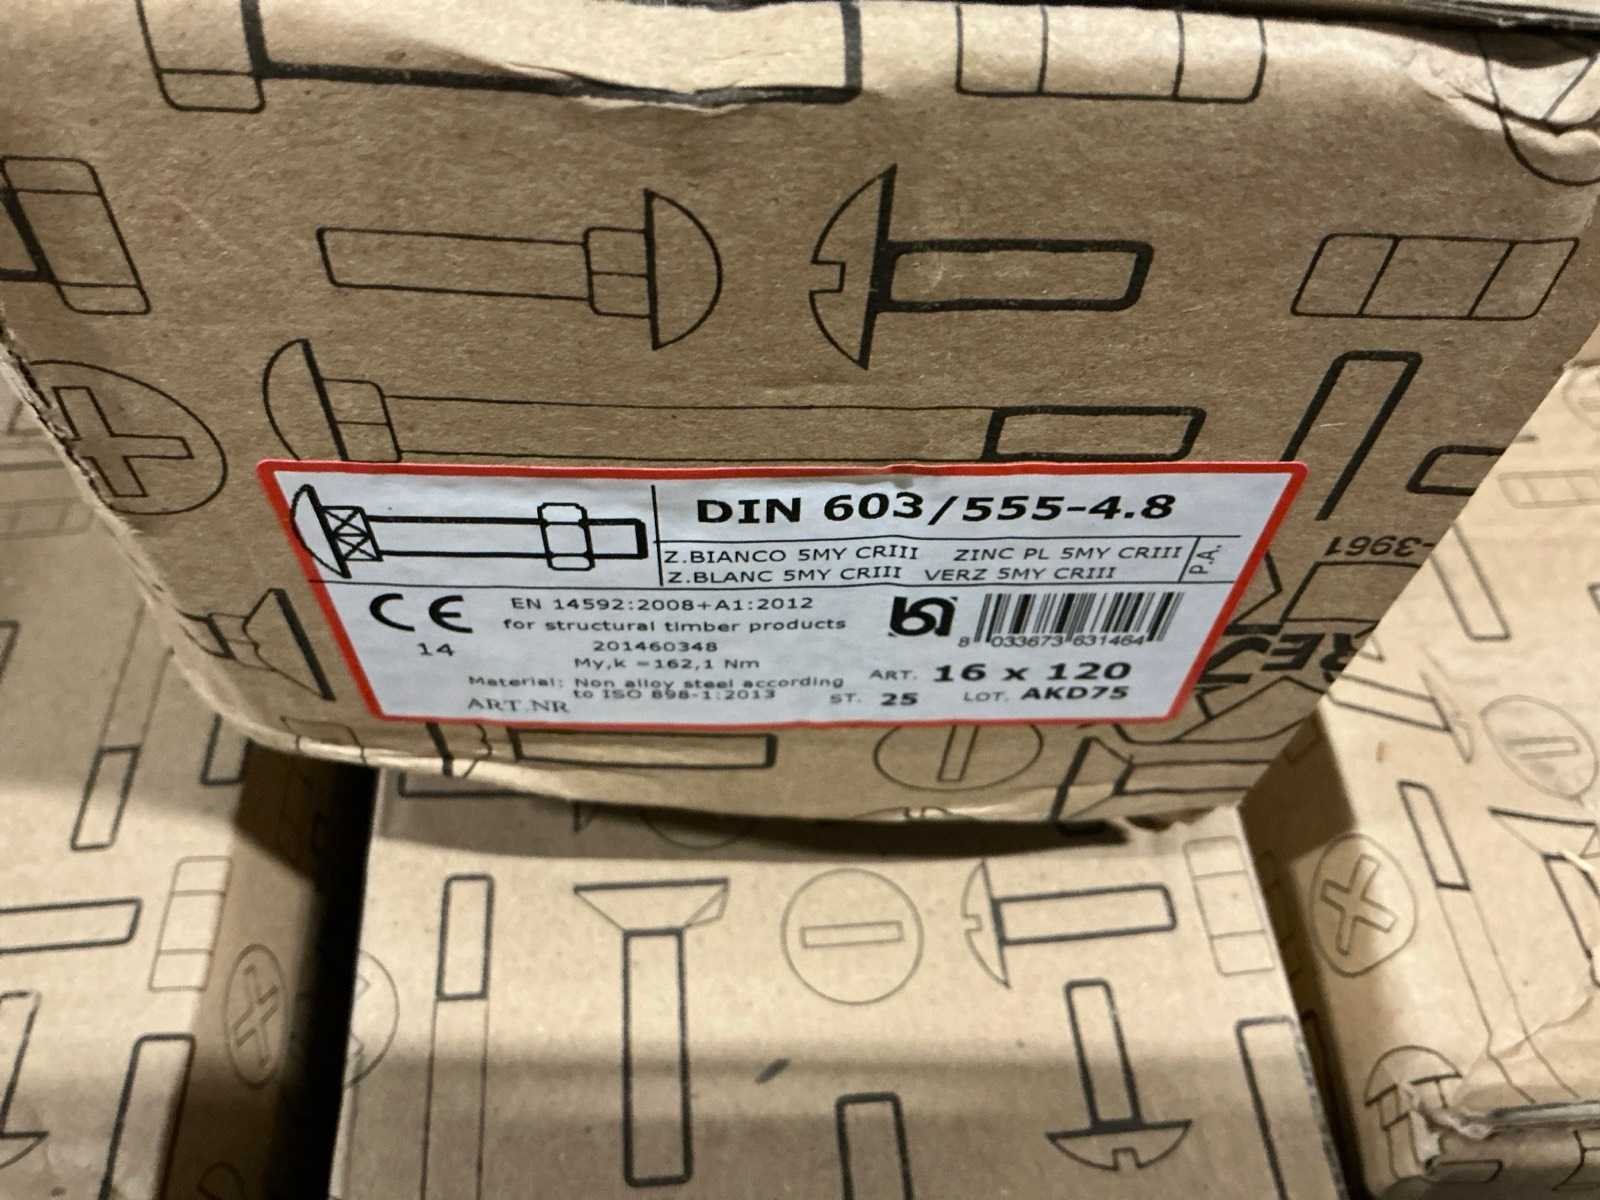 -3961
DIN 603/555-4.8
Z.BIANCO 5MY CRIII ZINC PL 5MY CRIII
Z.BLANC 5MY CRIII VERZ 5MY CRIII
P.A.
CE
14
EN 14592:2008+A1:2012
for structural timber products
201460348
My,k =162,1 Nm
Material: Non alloy steel according
to ISO 898-1:2013
ART.NR
8 033673 631464
ART. 16 x 120
ST. 25 LOT. AKD75